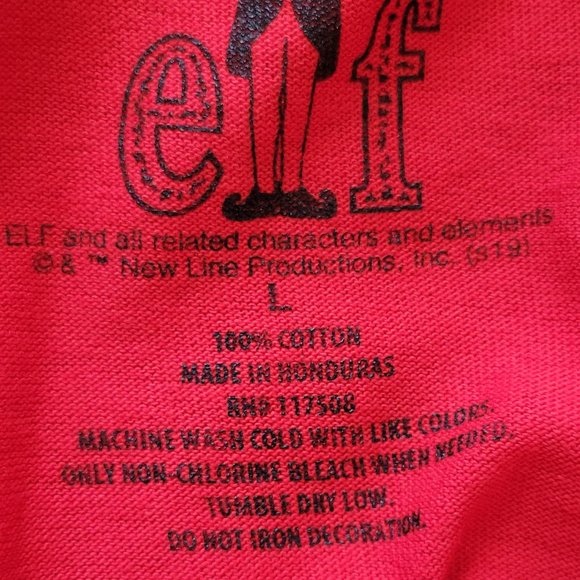 elf
ELF and all related characters and elements
© & ™ New Line Productions, Inc. (s19)
L
100% COTTON
MADE IN HONDURAS
RN# 117508
MACHINE WASH COLD WITH LIKE COLORS.
ONLY NON-CHLORINE BLEACH WHEN NEEDED.
TUMBLE DRY LOW.
DO NOT IRON DECORATION.